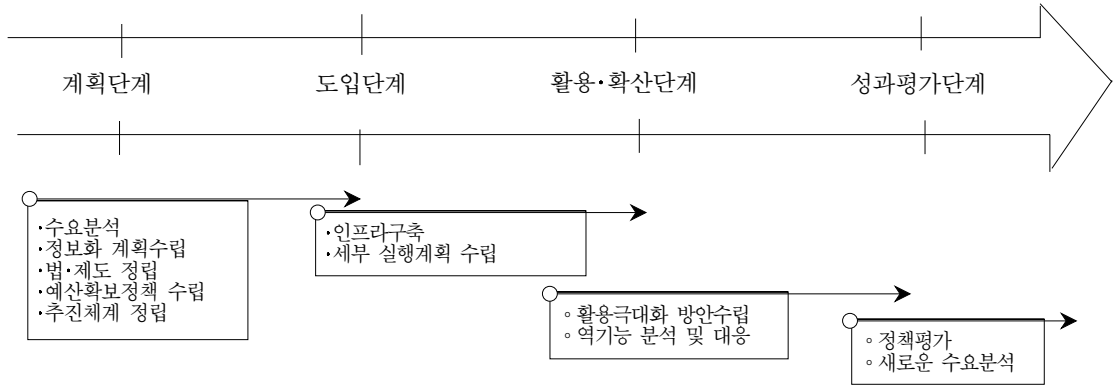 계획단계
도입단계
활용·확산단계
성과평가단계
·수요분석
·정보화 계획수립
·법·제도 정립
·예산확보정책 수립
·추진체계 정립
·인프라구축
·세부 실행계획 수립
◦ 활용극대화 방안수립
◦ 역기능 분석 및 대응
◦ 정책평가
◦ 새로운 수요분석